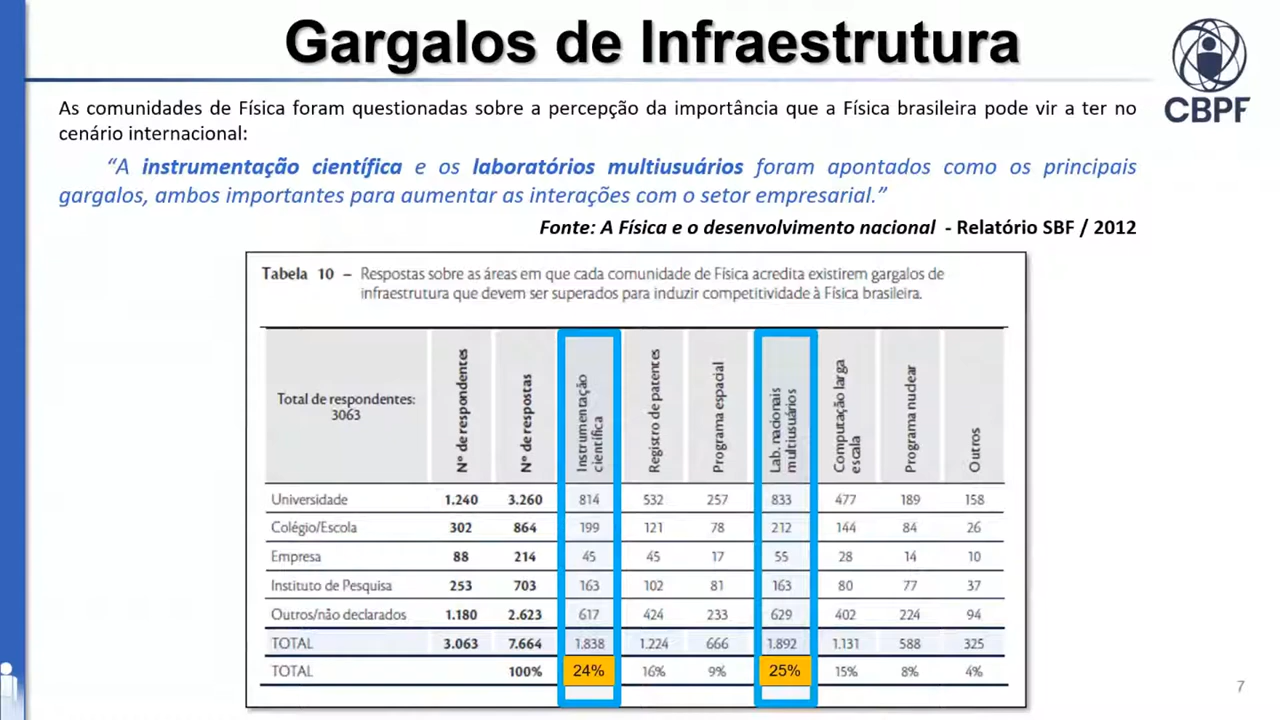 Gargalos de Infraestrutura
CBPF
As comunidades de Física foram questionadas sobre a percepção da importância que a Física brasileira pode vir a ter no
cenário internacional:
“A instrumentação científica e os laboratórios multiusuários foram apontados como os principais
gargalos, ambos importantes para aumentar as interações com o setor empresarial.”
Fonte: A Física e o desenvolvimento nacional - Relatório SBF / 2012
Tabela 10 – Respostas sobre as áreas em que cada comunidade de Física acredita existirem gargalos de
infraestrutura que devem ser superados para induzir competitividade à Física brasileira.
Total de respondentes:
3063
Nº de respondentes
Nº de respostas
Instrumentação
científica
Registro de patentes
Programa espacial
Lab. nacionais
multiusuários
Computação larga
escala
Programa nuclear
Outros
Universidade 1.240 3.260 814 532 257 833 477 189 158
Colégio/Escola 302 864 199 121 78 212 144 84 26
Empresa 88 214 45 45 17 55 28 14 10
Instituto de Pesquisa 253 703 163 102 81 163 80 77 37
Outros/não declarados 1.180 2.623 617 424 233 629 402 224 94
TOTAL 3.063 7.664 1.838 1.224 666 1.892 1.131 588 325
TOTAL 100% 24% 16% 9% 25% 15% 8% 4%
7